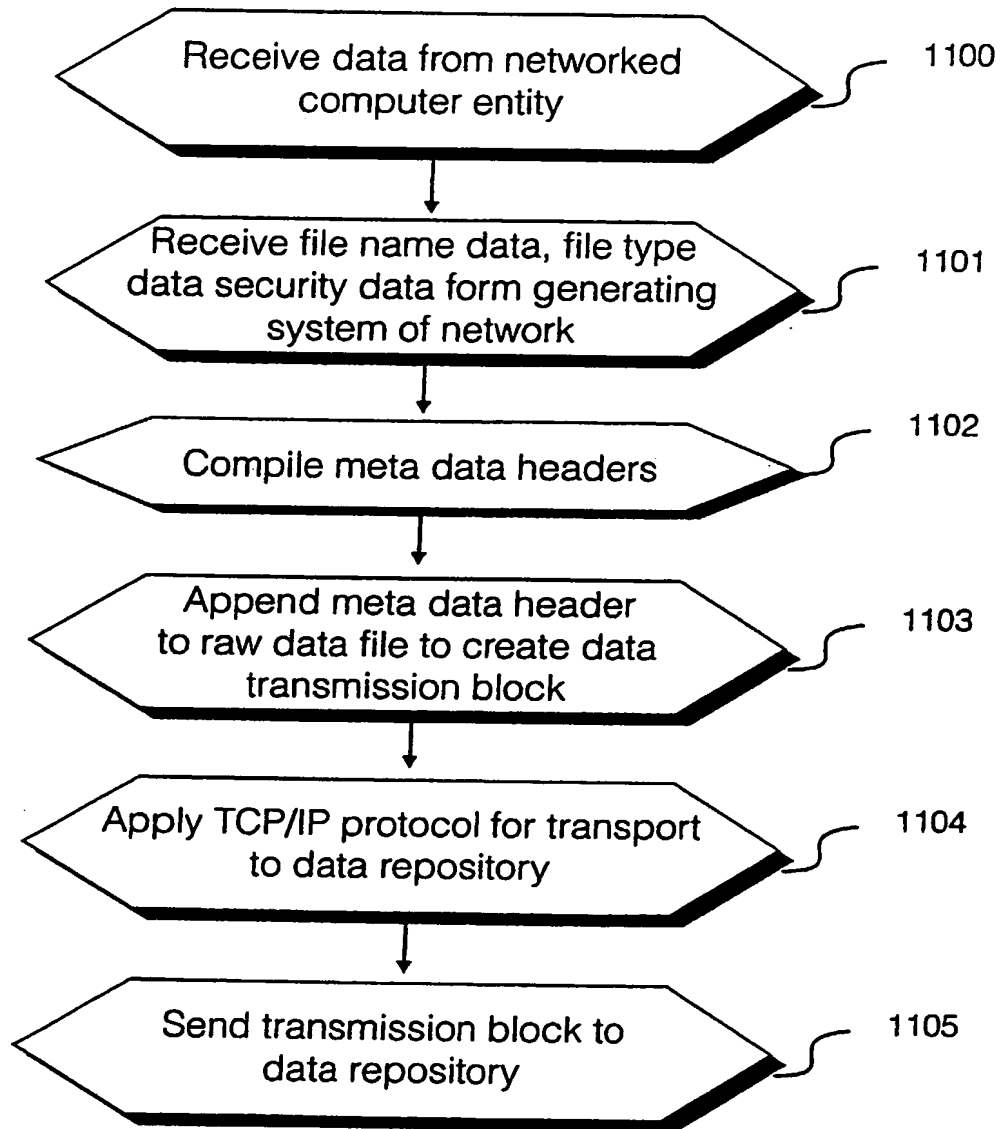 Receive data from networked
computer entity
1100
Receive file name data, file type
data security data form generating
system of network
1101
Compile meta data headers
1102
Append meta data header
to raw data file to create data
transmission block
1103
Apply TCP/IP protocol for transport
to data repository
1104
Send transmission block to
data repository
1105